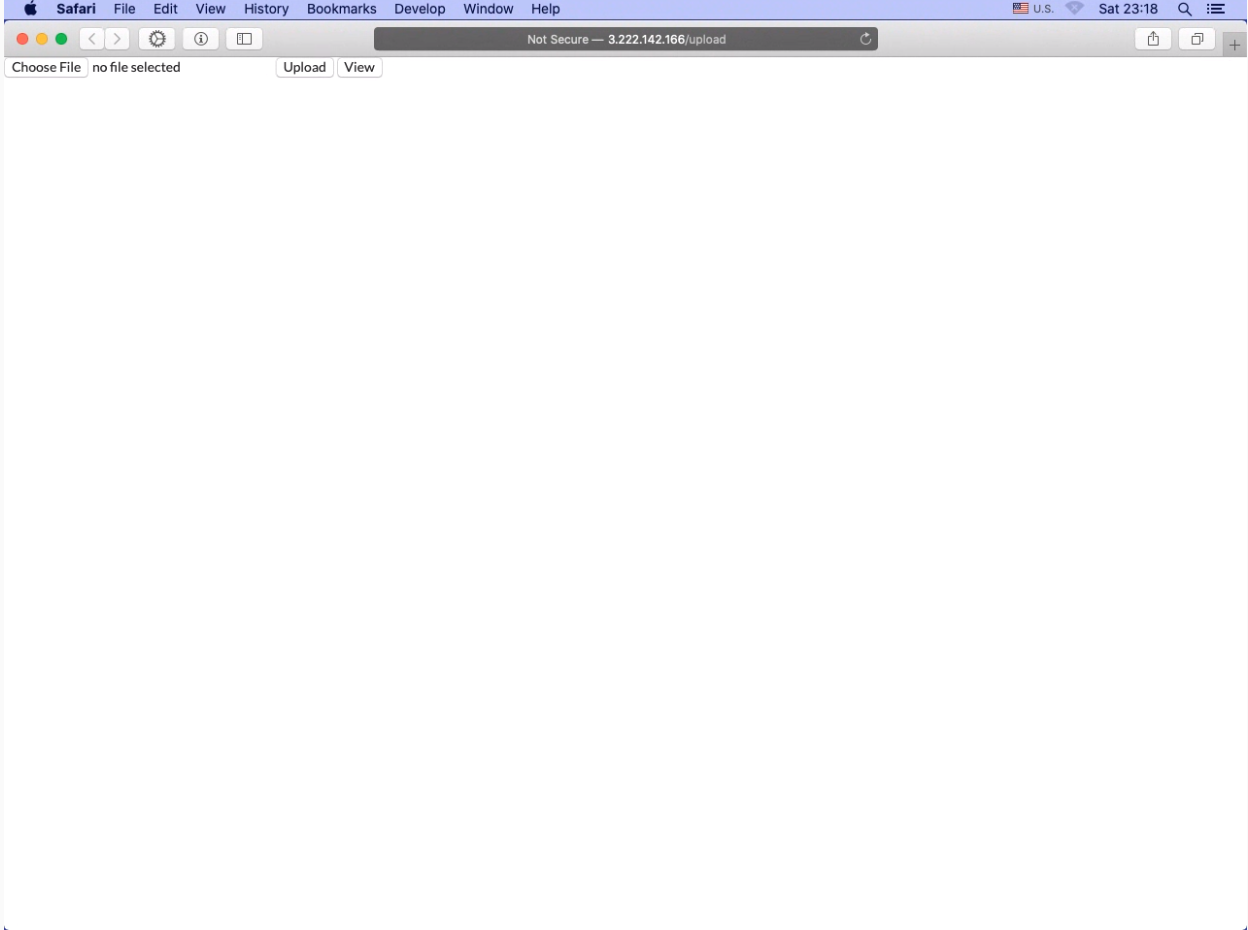 Safari File Edit View History Bookmarks Develop Window Help U.S. Sat 23:18
Not Secure — 3.222.142.166/upload
Choose File no file selected Upload View